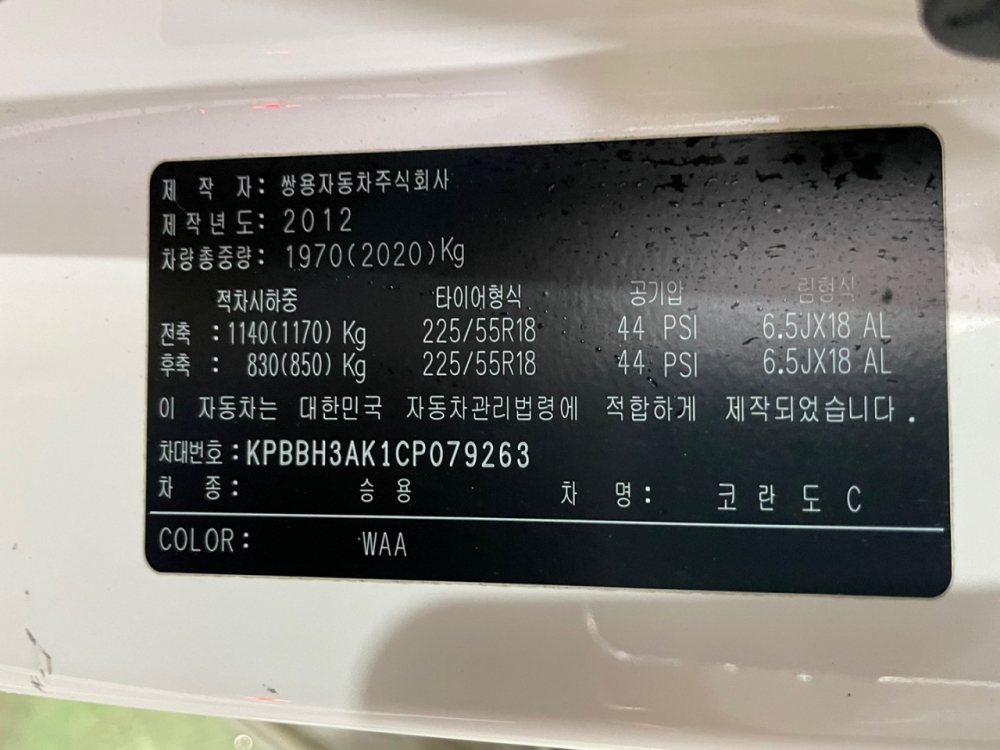 제 작 자: 쌍용자동차주식회사
제작년도: 2012
차량총중량: 1970(2020)Kg
적차시하중 타이어형식 공기압 림형식
전축 : 1140(1170) Kg 225/55R18 44 PSI 6.5JX18 AL
후축 : 830(850) Kg 225/55R18 44 PSI 6.5JX18 AL
이 자동차는 대한민국 자동차관리법령에 적합하게 제작되었습니다.
차대번호: KPBBH3AK1CP079263
차 종: 승용 차 명: 코란도 C
COLOR: WAA